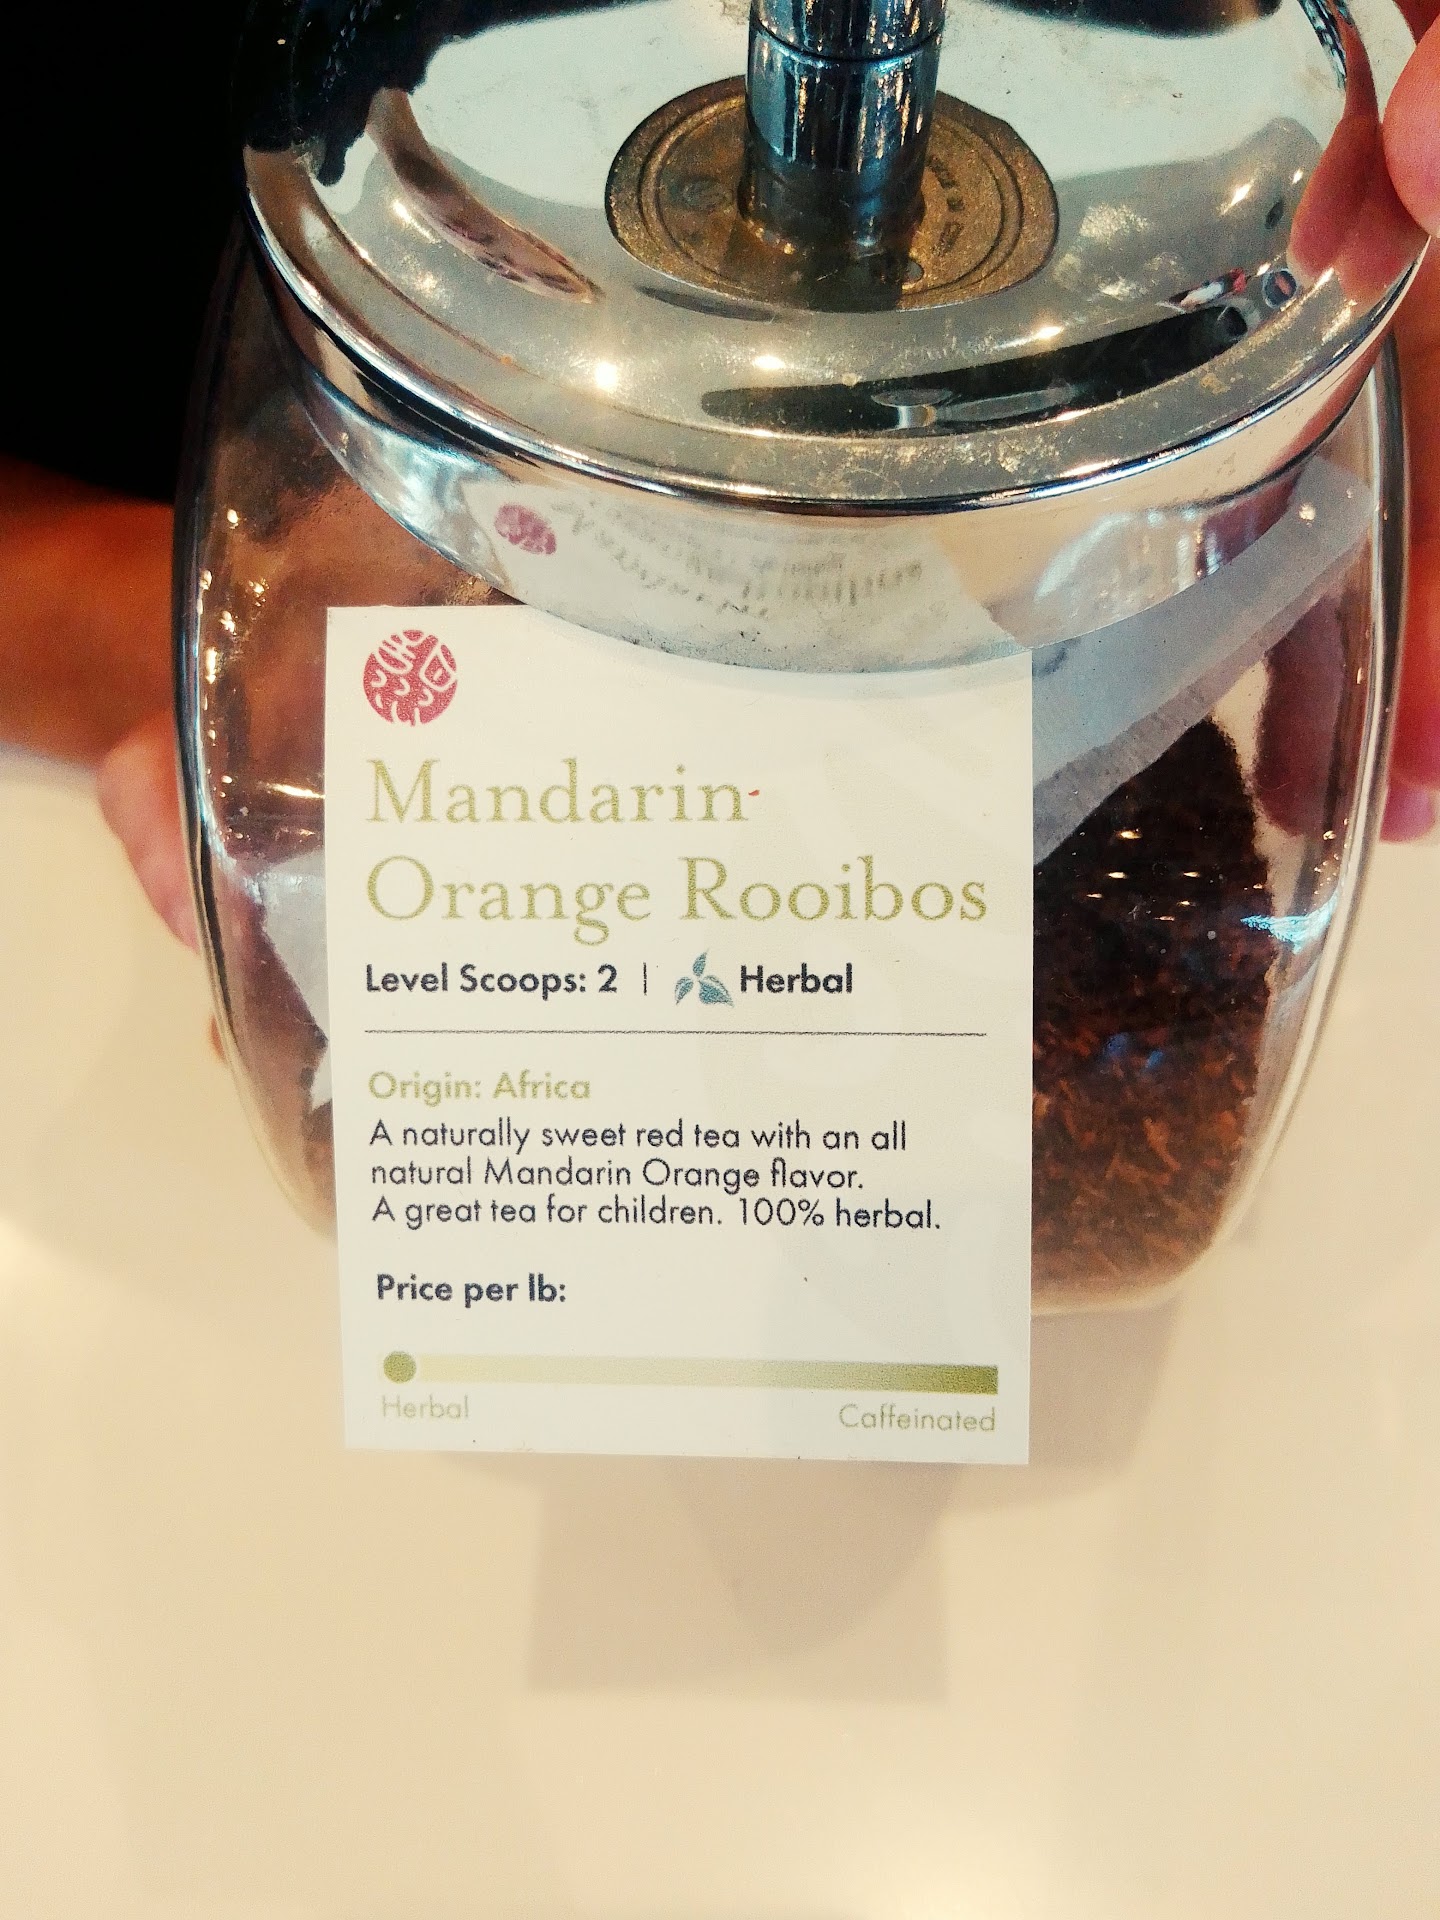 Mandarin
Orange Rooibos
Level Scoops: 2 | Herbal
Origin: Africa
A naturally sweet red tea with an all
natural Mandarin Orange flavor.
A great tea for children. 100% herbal.
Price per lb:
Herbal
Caffeinated